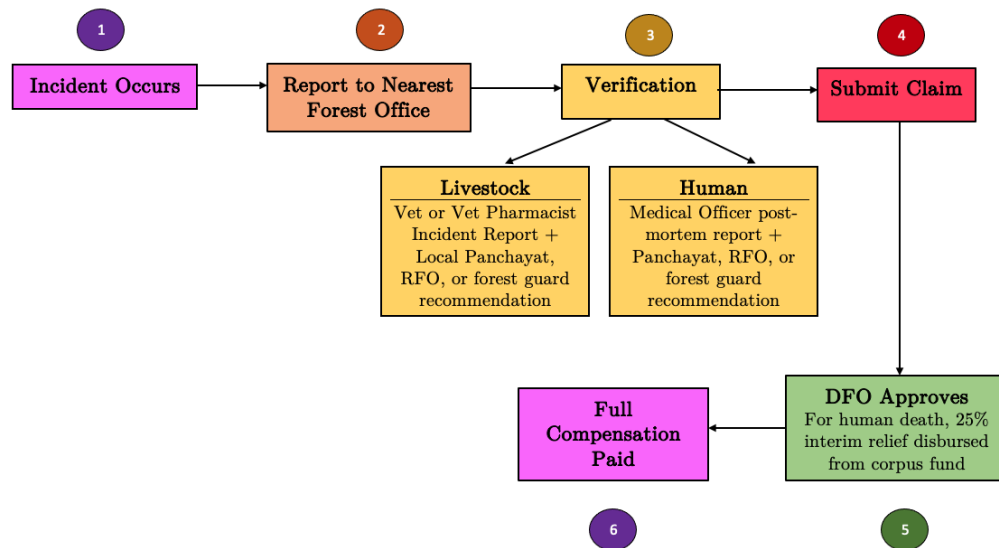 1
2
3
4
Incident Occurs
Report to Nearest
Forest Office
Verification
Submit Claim
Livestock
Vet or Vet Pharmacist
Incident Report +
Local Panchayat,
RFO, or forest guard
recommendation
Human
Medical Officer post-
mortem report +
Panchayat, RFO, or
forest guard
recommendation
DFO Approves
For human death, 25%
interim relief disbursed
from corpus fund
Full
Compensation
Paid
6
5